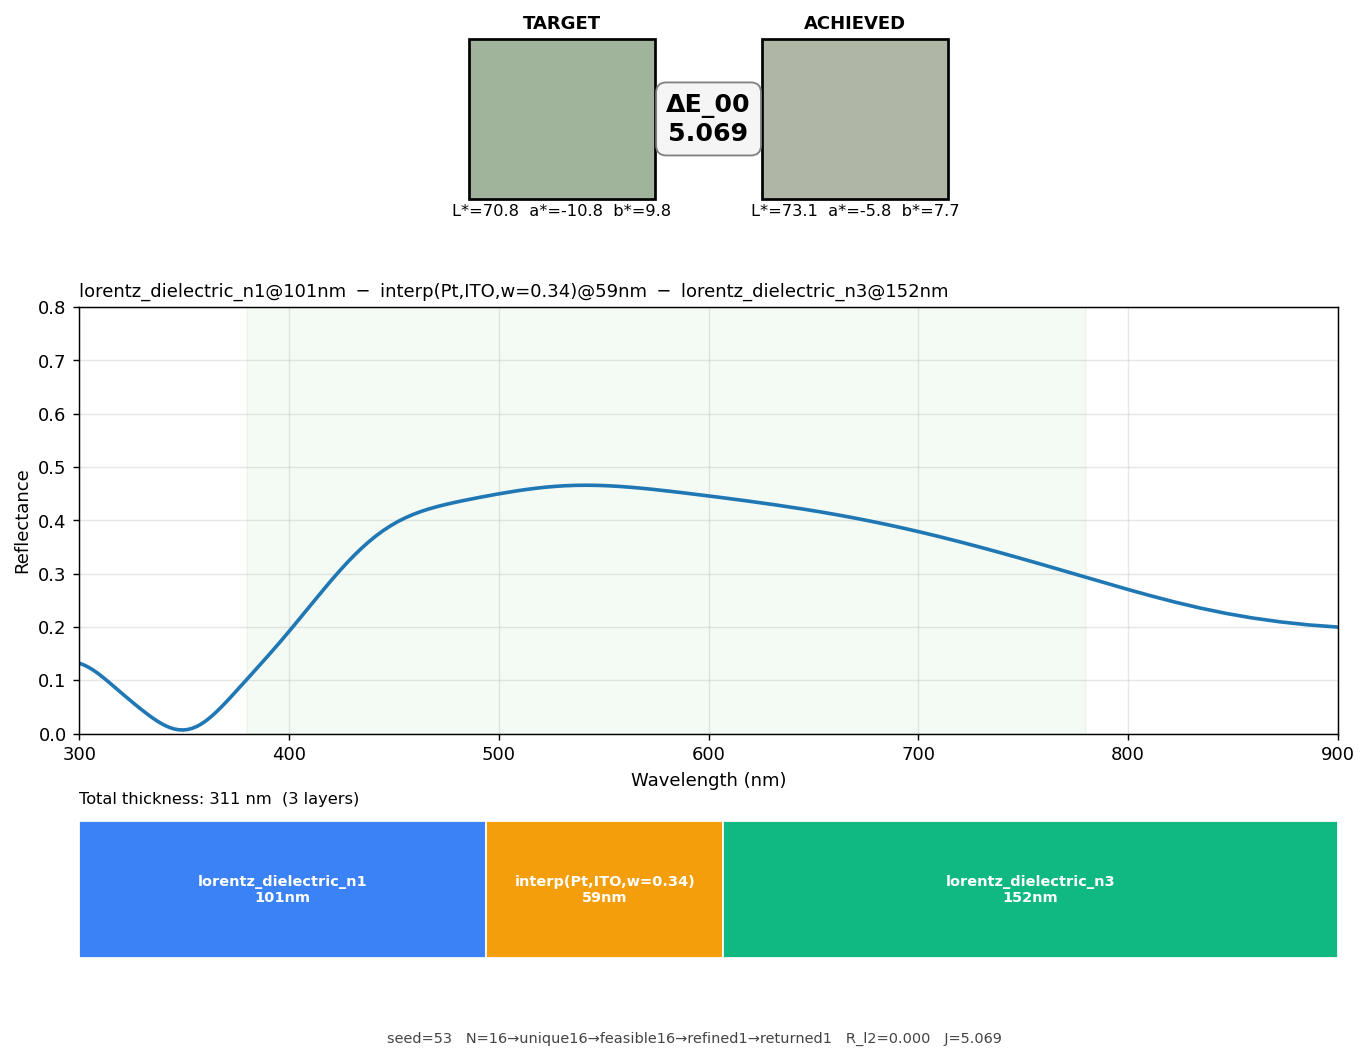 TARGET
ACHIEVED
ΔE_00
5.069
L*=70.8  a*=-10.8  b*=9.8
L*=73.1  a*=-5.8  b*=7.7
lorentz_dielectric_n1@101nm − interp(Pt,ITO,w=0.34)@59nm − lorentz_dielectric_n3@152nm
0.8
0.7
0.6
0.5
0.4
0.3
0.2
0.1
0.0
Reflectance
300 400 500 600 700 800 900
Wavelength (nm)
Total thickness: 311 nm  (3 layers)
lorentz_dielectric_n1
101nm
interp(Pt,ITO,w=0.34)
59nm
lorentz_dielectric_n3
152nm
seed=53   N=16→unique16→feasible16→refined1→returned1   R_l2=0.000   J=5.069